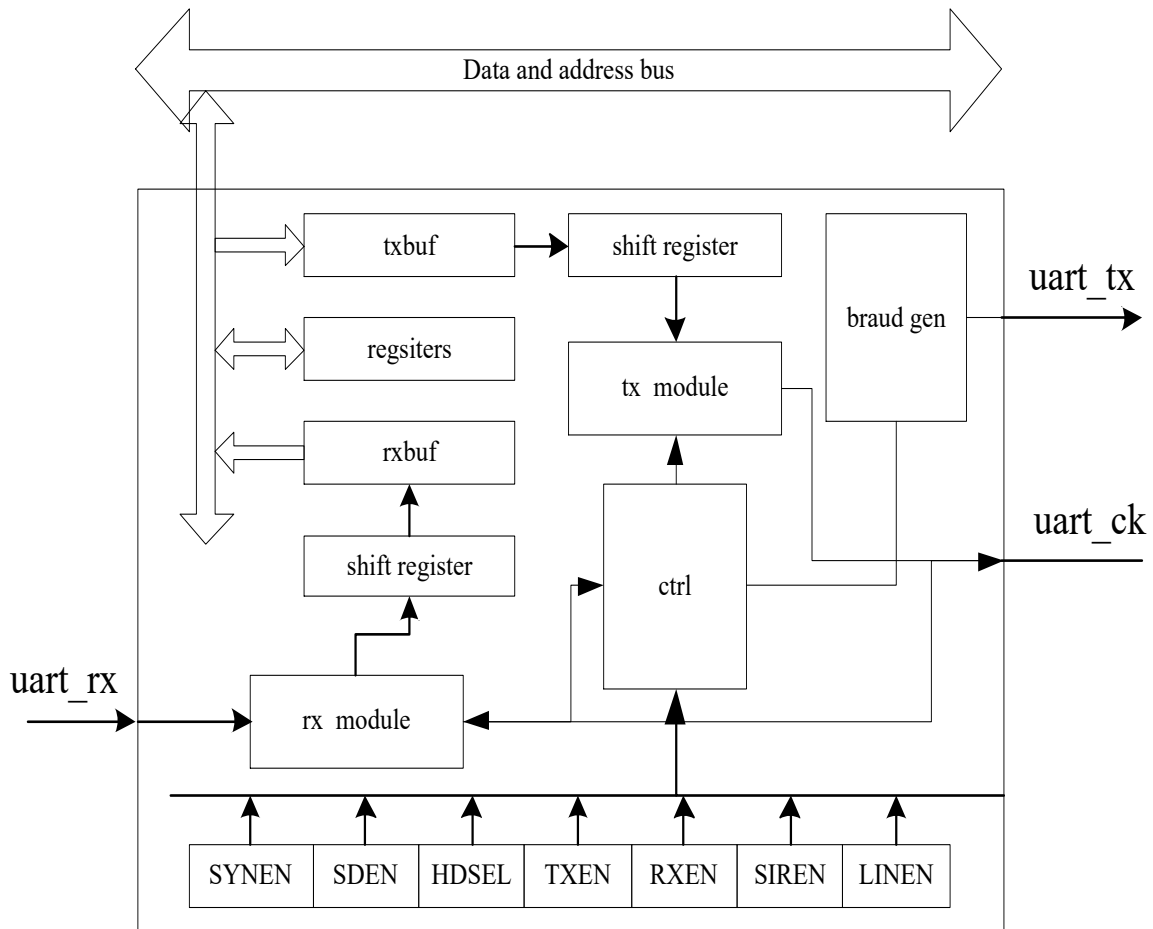 Data and address bus
txbuf
shift register
braud gen
uart_tx
regsiters
tx  module
rxbuf
uart_ck
shift register
ctrl
uart_rx
rx  module
SYNEN SDEN HDSEL TXEN RXEN SIREN LINEN